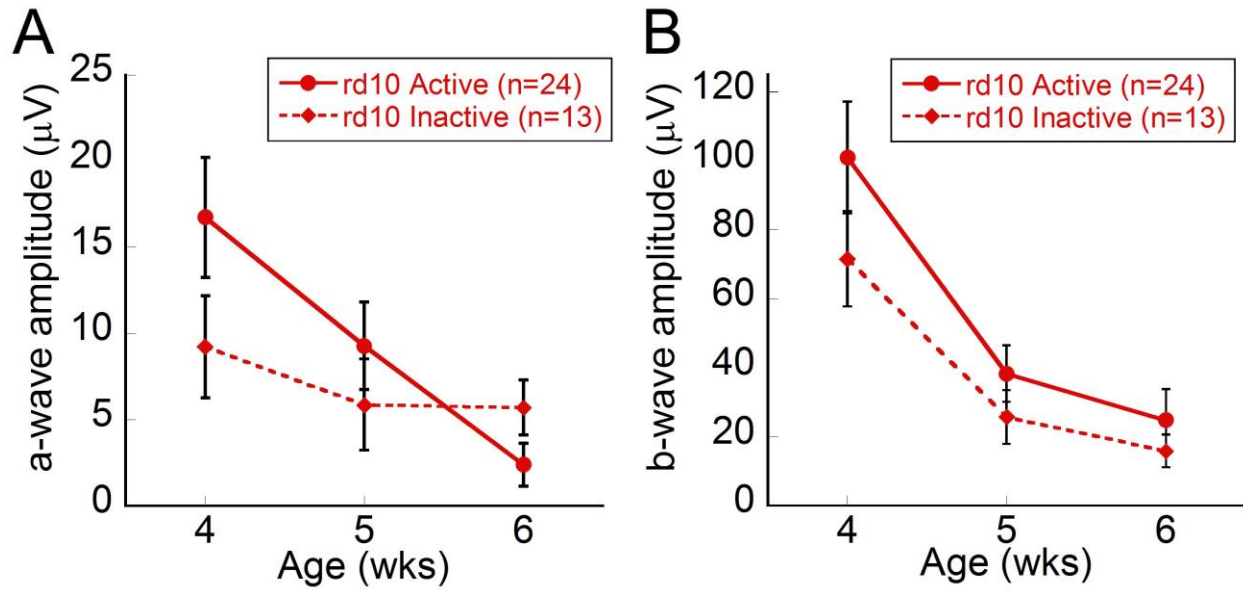 A
a-wave amplitude (µV)
25
20
15
10
5
0
rd10 Active (n=24)
rd10 Inactive (n=13)
4 5 6
Age (wks)
B
b-wave amplitude (µV)
120
100
80
60
40
20
0
rd10 Active (n=24)
rd10 Inactive (n=13)
4 5 6
Age (wks)